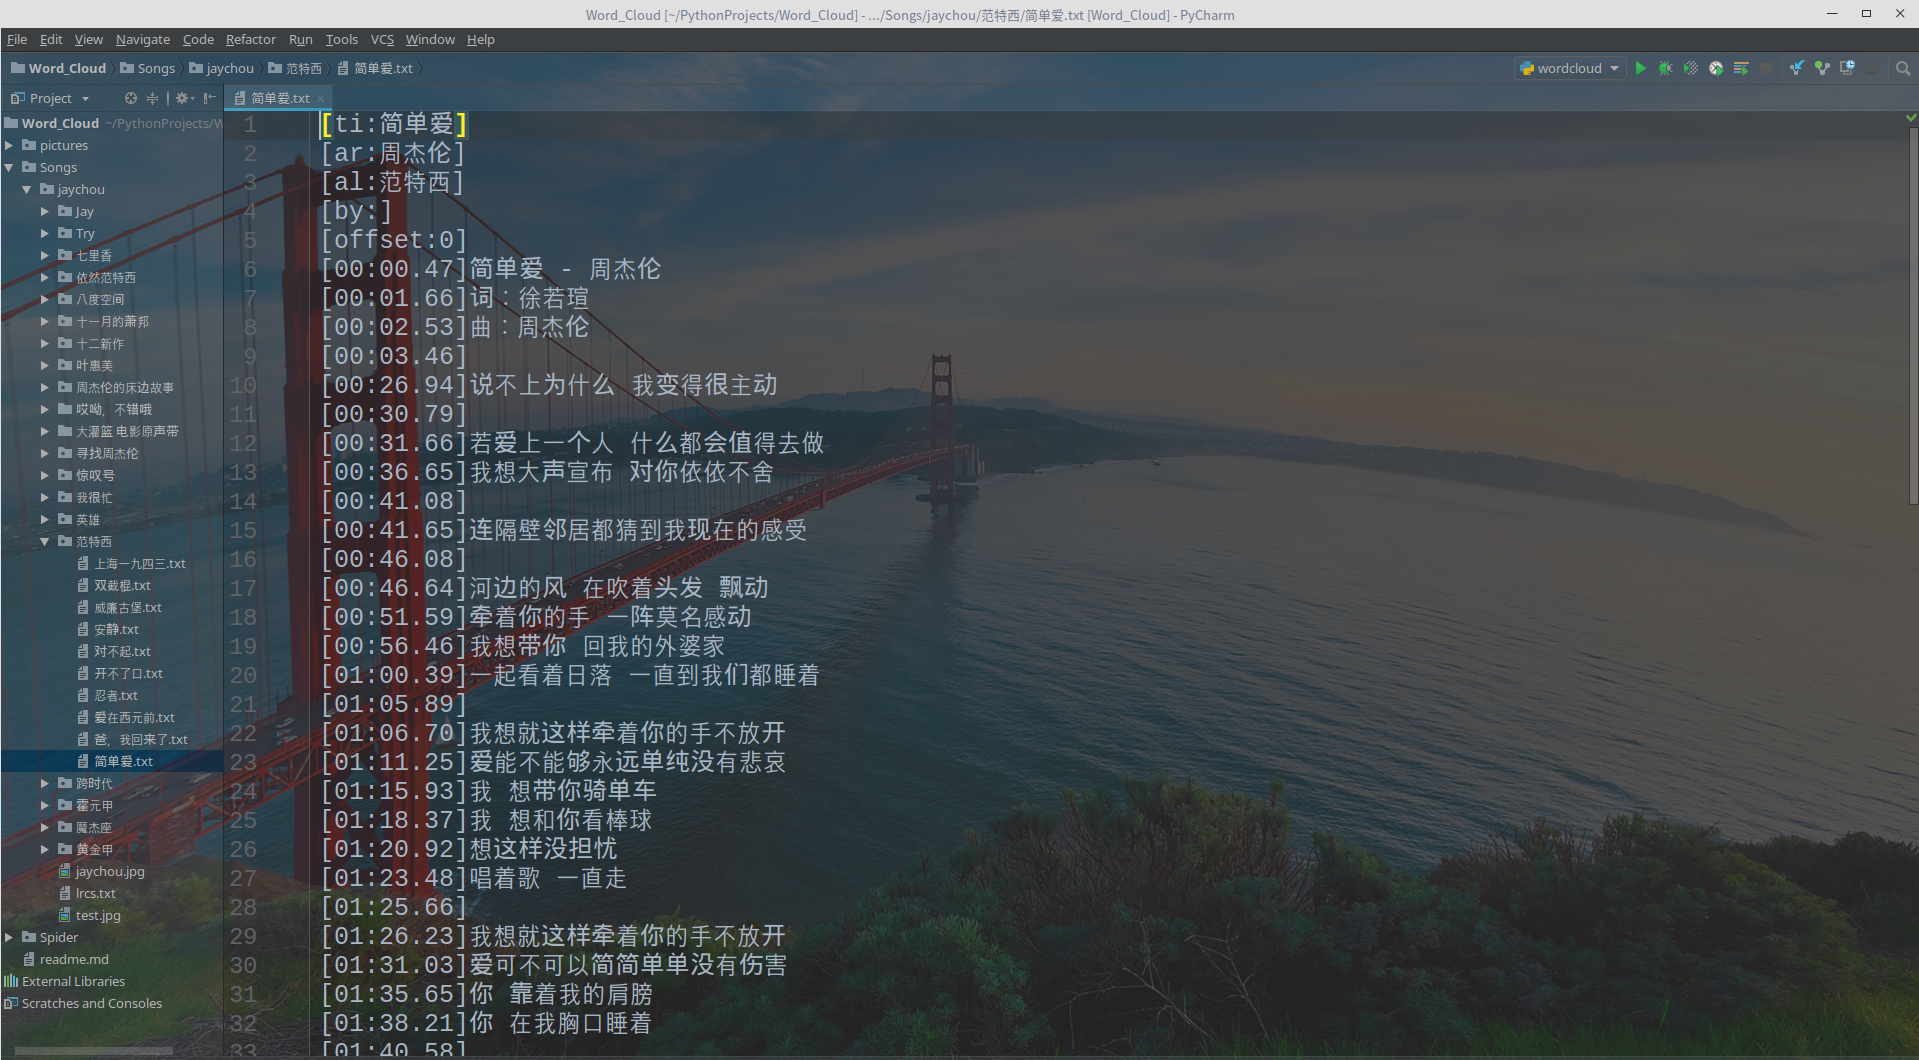 Word_Cloud [~/PythonProjects/Word_Cloud] - .../Songs/jaychou/范特西/简单爱.txt [Word_Cloud] - PyCharm
File Edit View Navigate Code Refactor Run Tools VCS Window Help
Word_Cloud Songs jaychou 范特西 简单爱.txt wordcloud
Project
简单爱.txt
Word_Cloud ~/PythonProjects/W
pictures
Songs
jaychou
Jay
Try
七里香
依然范特西
八度空间
十一月的萧邦
十二新作
叶惠美
周杰伦的床边故事
哎呦，不错哦
大灌篮 电影原声带
寻找周杰伦
惊叹号
我很忙
英雄
范特西
上海一九四三.txt
双截棍.txt
威廉古堡.txt
安静.txt
对不起.txt
开不了口.txt
忍者.txt
爱在西元前.txt
爸，我回来了.txt
简单爱.txt
跨时代
霍元甲
魔杰座
黄金甲
jaychou.jpg
lrcs.txt
test.jpg
Spider
readme.md
External Libraries
Scratches and Consoles
1 [ti:简单爱]
2 [ar:周杰伦]
3 [al:范特西]
4 [by:]
5 [offset:0]
6 [00:00.47]简单爱 - 周杰伦
7 [00:01.66]词：徐若瑄
8 [00:02.53]曲：周杰伦
9 [00:03.46]
10 [00:26.94]说不上为什么 我变得很主动
11 [00:30.79]
12 [00:31.66]若爱上一个人 什么都会值得去做
13 [00:36.65]我想大声宣布 对你依依不舍
14 [00:41.08]
15 [00:41.65]连隔壁邻居都猜到我现在的感受
16 [00:46.08]
17 [00:46.64]河边的风 在吹着头发 飘动
18 [00:51.59]牵着你的手 一阵莫名感动
19 [00:56.46]我想带你 回我的外婆家
20 [01:00.39]一起看着日落 一直到我们都睡着
21 [01:05.89]
22 [01:06.70]我想就这样牵着你的手不放开
23 [01:11.25]爱能不能够永远单纯没有悲哀
24 [01:15.93]我 想带你骑单车
25 [01:18.37]我 想和你看棒球
26 [01:20.92]想这样没担忧
27 [01:23.48]唱着歌 一直走
28 [01:25.66]
29 [01:26.23]我想就这样牵着你的手不放开
30 [01:31.03]爱可不可以简简单单没有伤害
31 [01:35.65]你 靠着我的肩膀
32 [01:38.21]你 在我胸口睡着
33 [01:40.58]